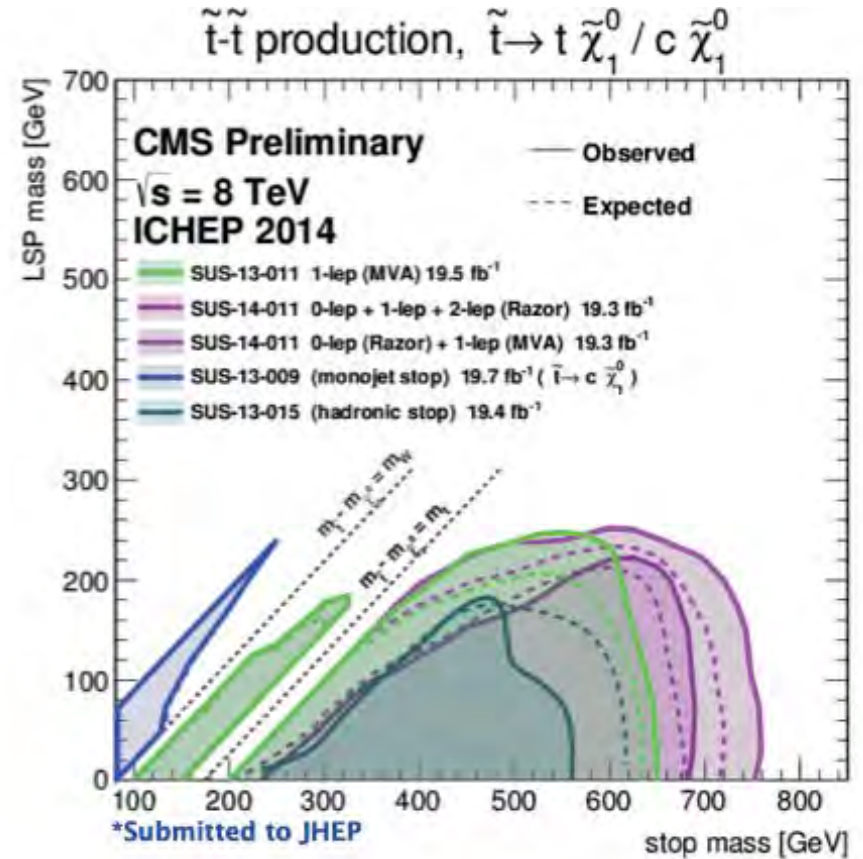 t̃-t̃ production, t̃→ t χ̃₁⁰ / c χ̃₁⁰
LSP mass [GeV]
700
600
500
400
300
200
100
0
CMS Preliminary
√s = 8 TeV
ICHEP 2014
Observed
Expected
SUS-13-011 1-lep (MVA) 19.5 fb⁻¹
SUS-14-011 0-lep + 1-lep + 2-lep (Razor) 19.3 fb⁻¹
SUS-14-011 0-lep (Razor) + 1-lep (MVA) 19.3 fb⁻¹
SUS-13-009 (monojet stop) 19.7 fb⁻¹ ( t̃→ c χ̃₁⁰ )
SUS-13-015 (hadronic stop) 19.4 fb⁻¹
100 200 300 400 500 600 700 800
*Submitted to JHEP
stop mass [GeV]